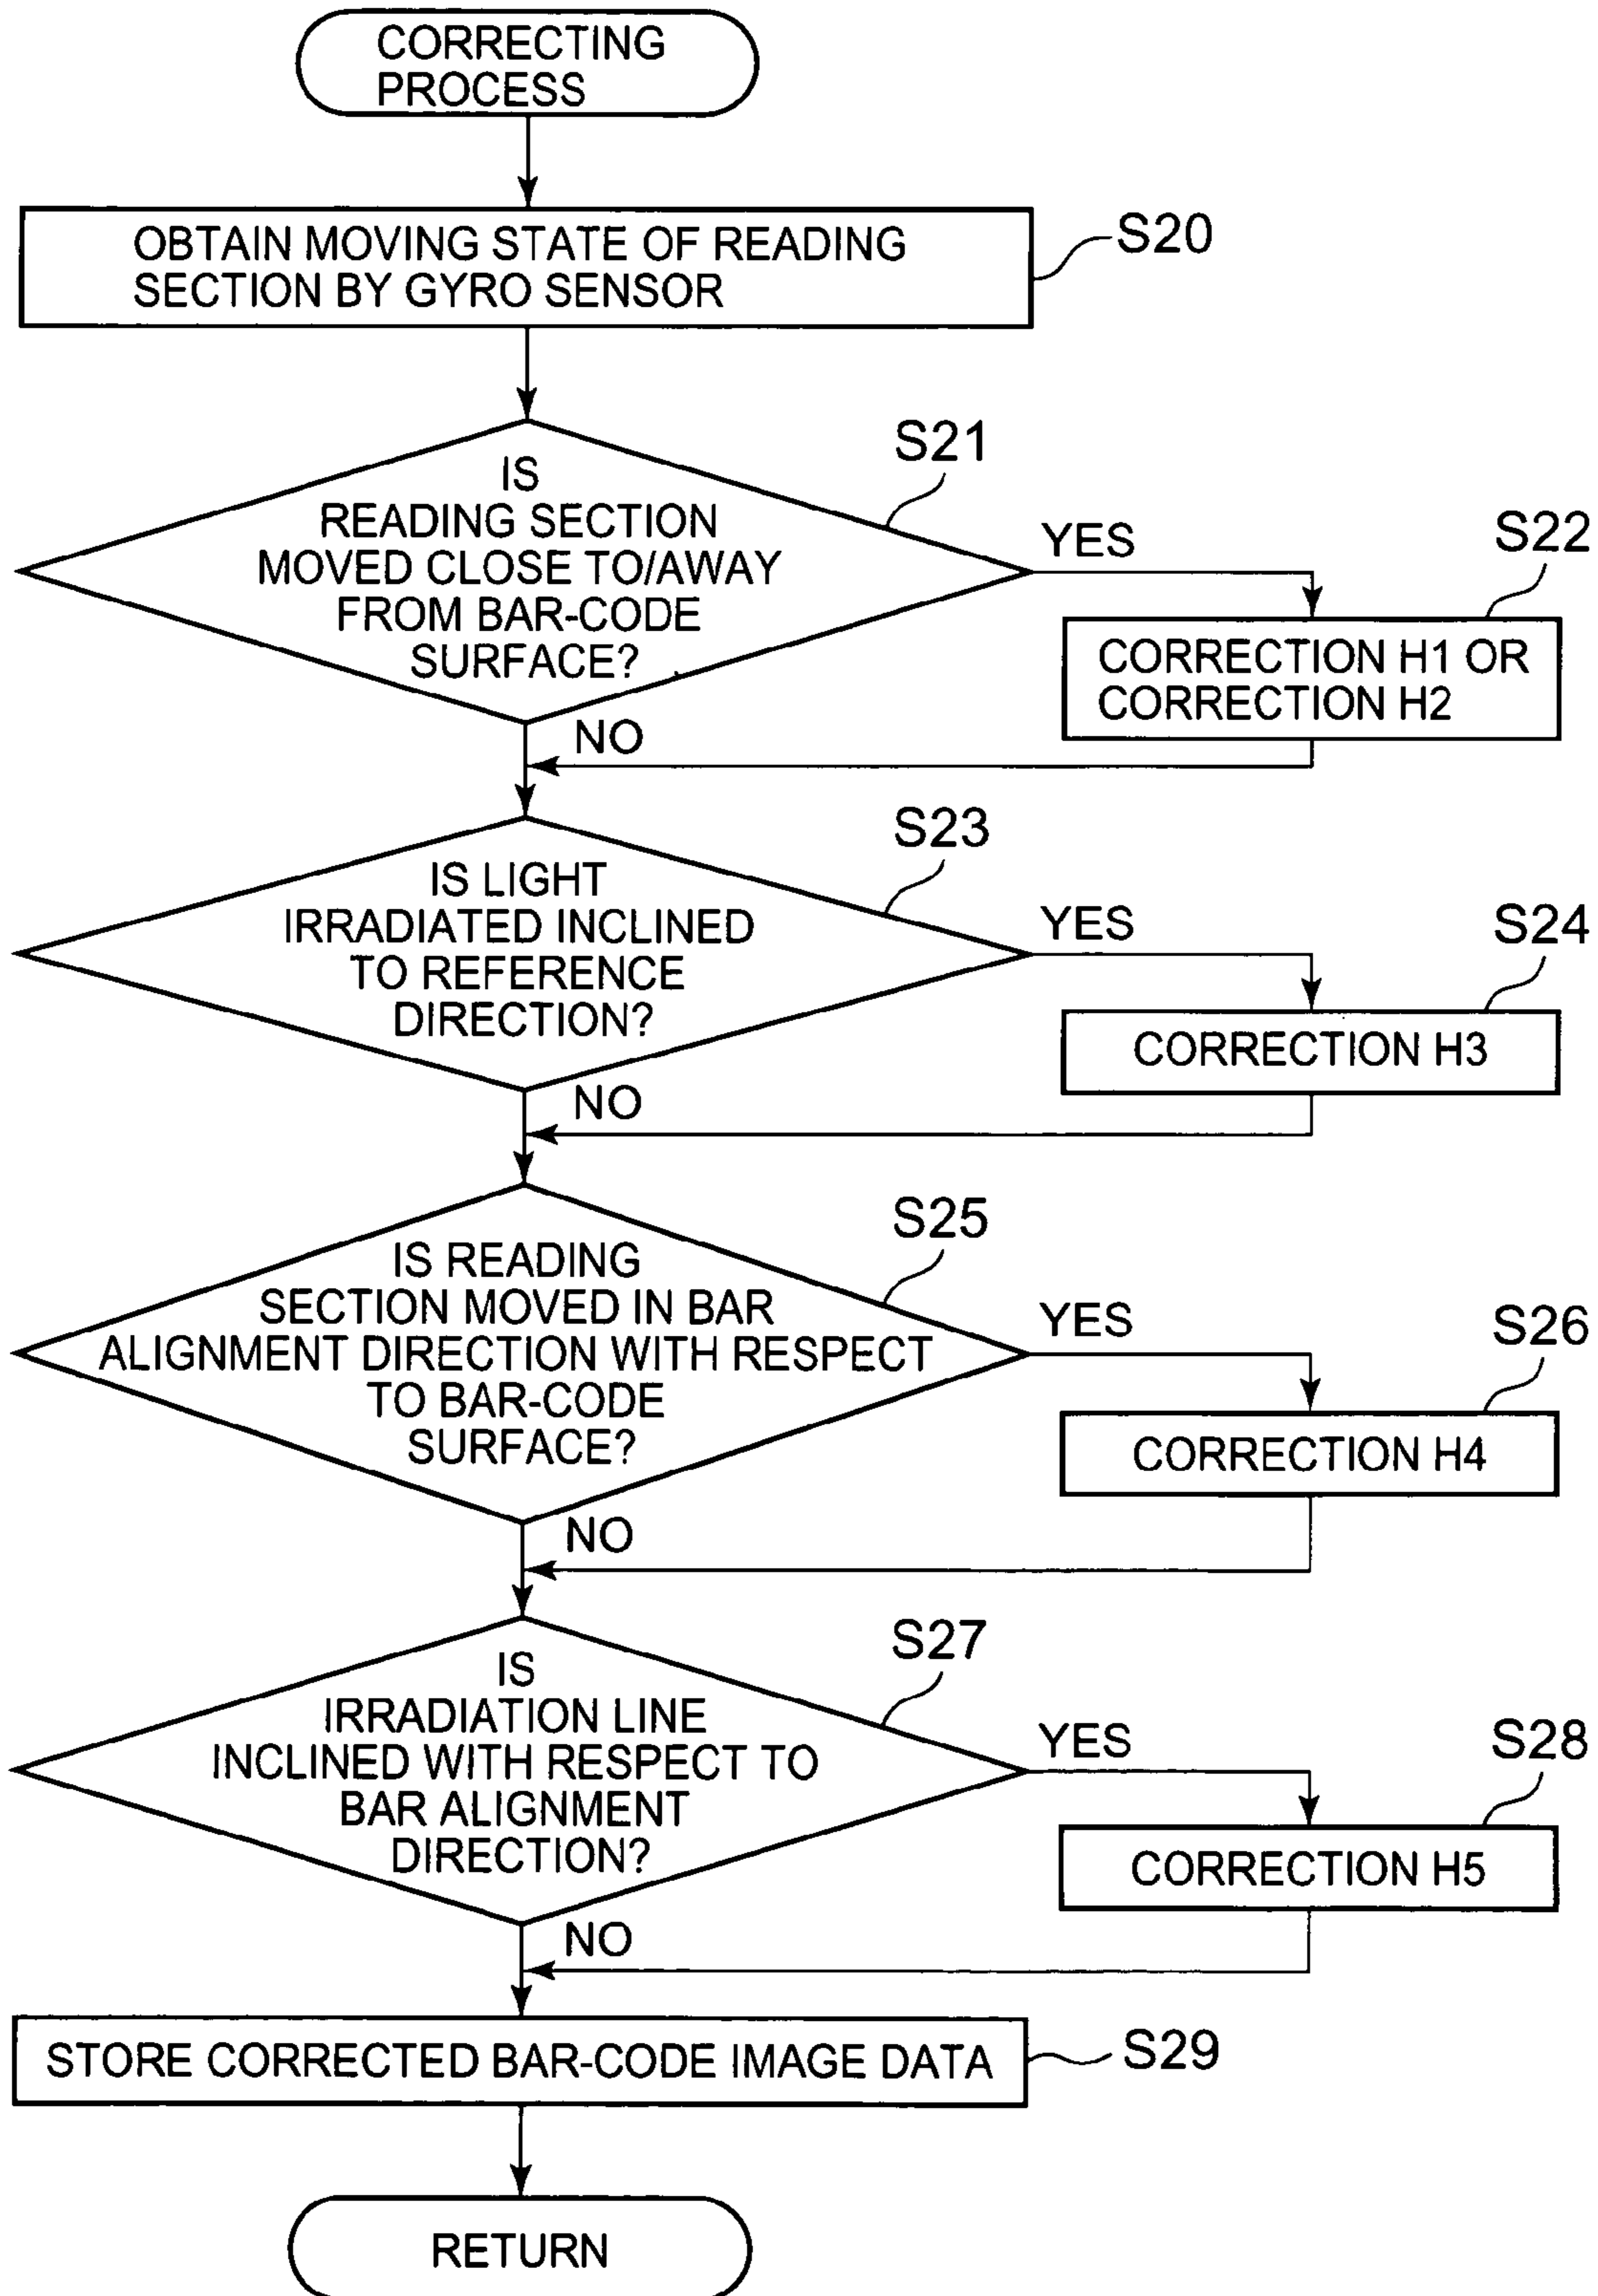 CORRECTING
PROCESS
OBTAIN MOVING STATE OF READING
SECTION BY GYRO SENSOR
S20
IS
READING SECTION
MOVED CLOSE TO/AWAY
FROM BAR-CODE
SURFACE?
S21
YES
S22
CORRECTION H1 OR
CORRECTION H2
NO
IS LIGHT
IRRADIATED INCLINED
TO REFERENCE
DIRECTION?
S23
YES
S24
CORRECTION H3
NO
IS READING
SECTION MOVED IN BAR
ALIGNMENT DIRECTION WITH RESPECT
TO BAR-CODE
SURFACE?
S25
YES
S26
CORRECTION H4
NO
IS
IRRADIATION LINE
INCLINED WITH RESPECT TO
BAR ALIGNMENT
DIRECTION?
S27
YES
S28
CORRECTION H5
NO
STORE CORRECTED BAR-CODE IMAGE DATA
S29
RETURN